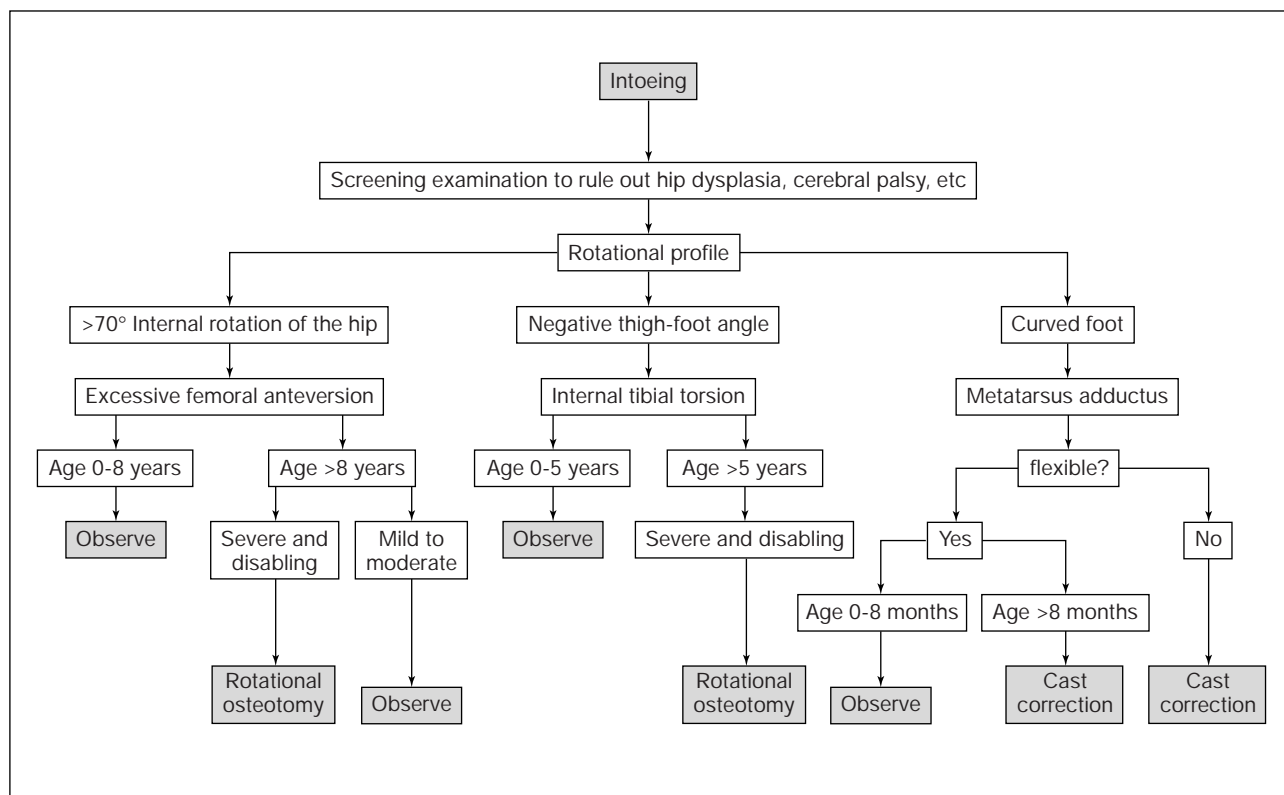 Intoeing
Screening examination to rule out hip dysplasia, cerebral palsy, etc
Rotational profile
>70° Internal rotation of the hip
Negative thigh-foot angle
Curved foot
Excessive femoral anteversion
Internal tibial torsion
Metatarsus adductus
Age 0-8 years
Age >8 years
Age 0-5 years
Age >5 years
flexible?
Observe
Severe and
disabling
Mild to
moderate
Observe
Severe and disabling
Yes
No
Age 0-8 months
Age >8 months
Rotational
osteotomy
Observe
Rotational
osteotomy
Observe
Cast
correction
Cast
correction